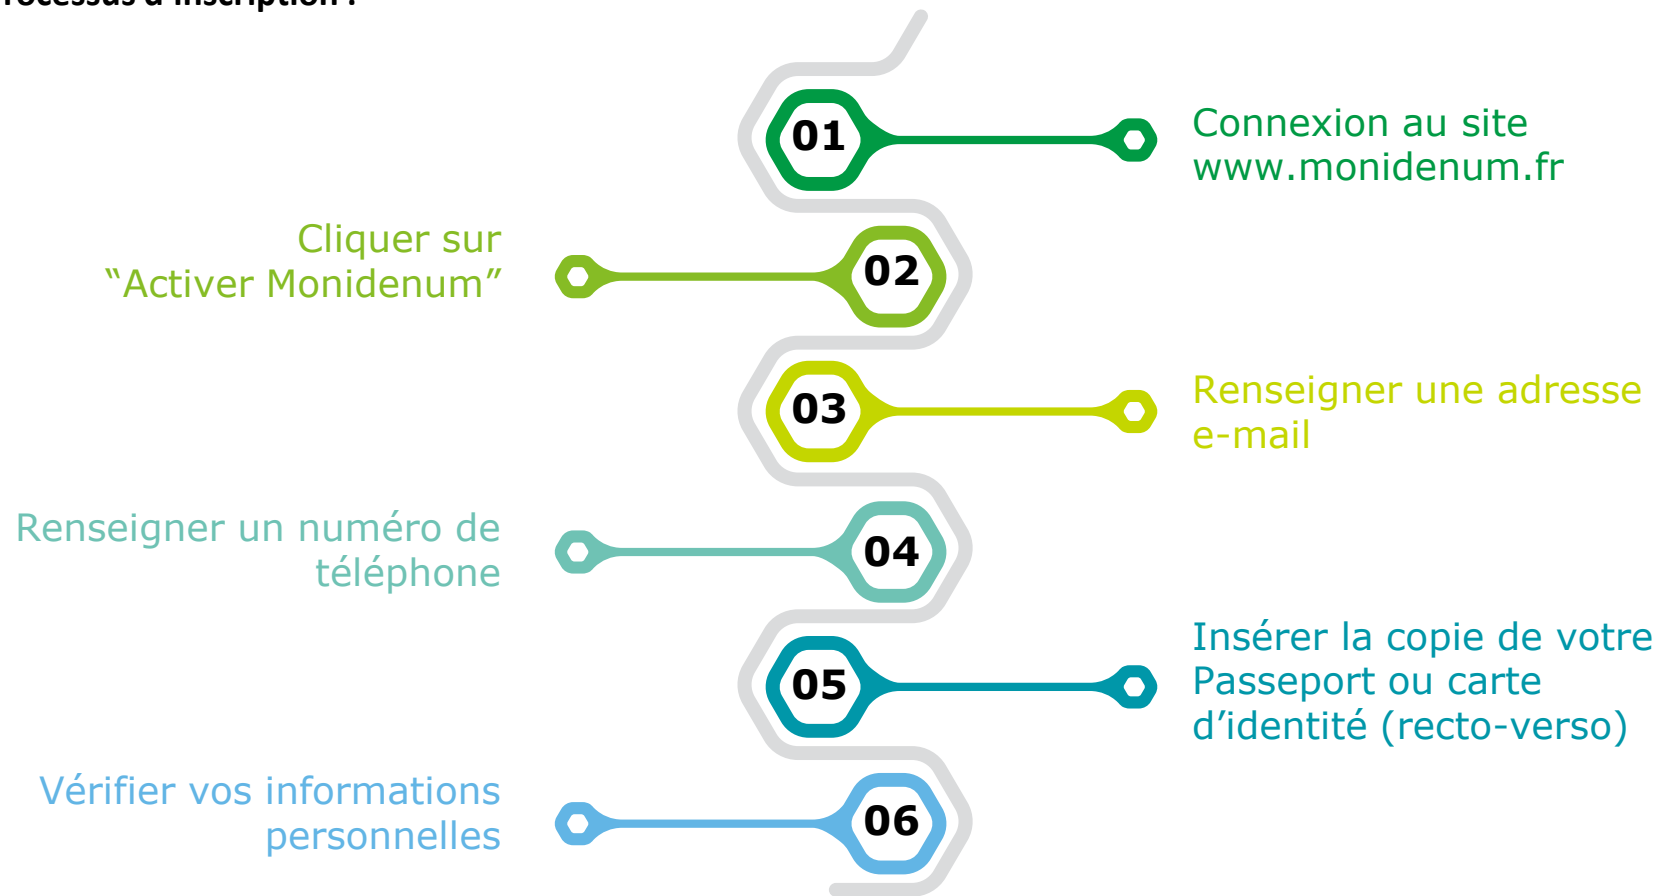 rocessus d'inscription :
01
Connexion au site
www.monidenum.fr
Cliquer sur
“Activer Monidenum”
02
03
Renseigner une adresse
e-mail
Renseigner un numéro de
téléphone
04
05
Insérer la copie de votre
Passeport ou carte
d’identité (recto-verso)
Vérifier vos informations
personnelles
06